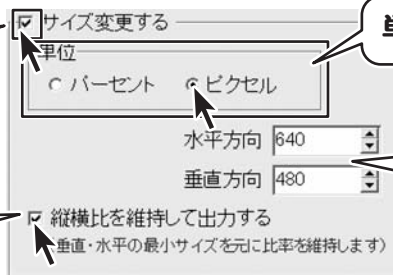 サイズ変更する
単位
パーセント ピクセル
水平方向 640
垂直方向 480
縦横比を維持して出力する
垂直・水平の最小サイズを元に比率を維持します)